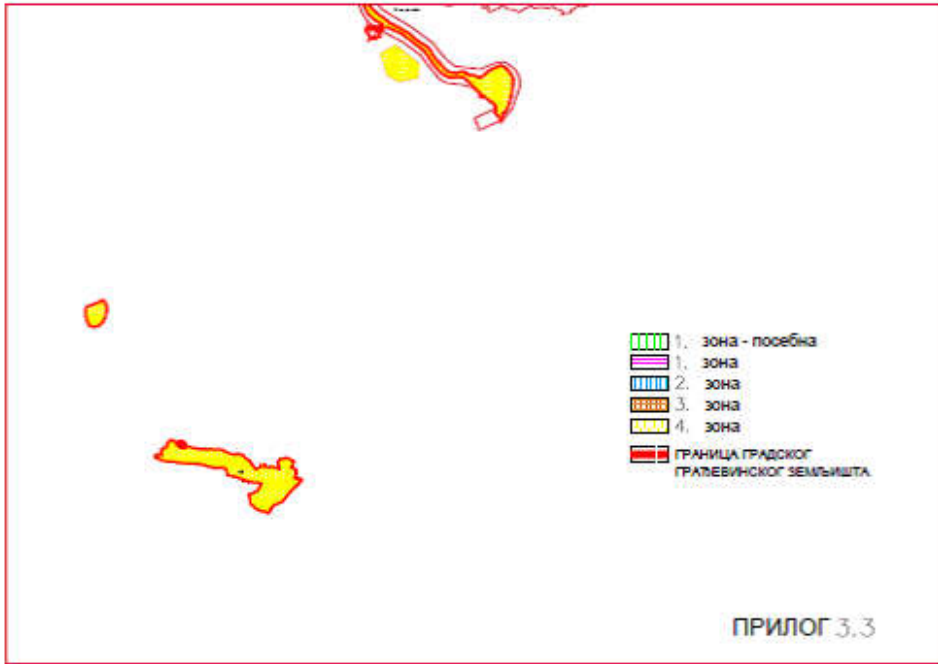 1. зона - посебна
1. зона
2. зона
3. зона
4. зона
ГРАНИЦА ГРАДСКОГ
ГРАЂЕВИНСКОГ ЗЕМЉИШТА
ПРИЛОГ 3.3